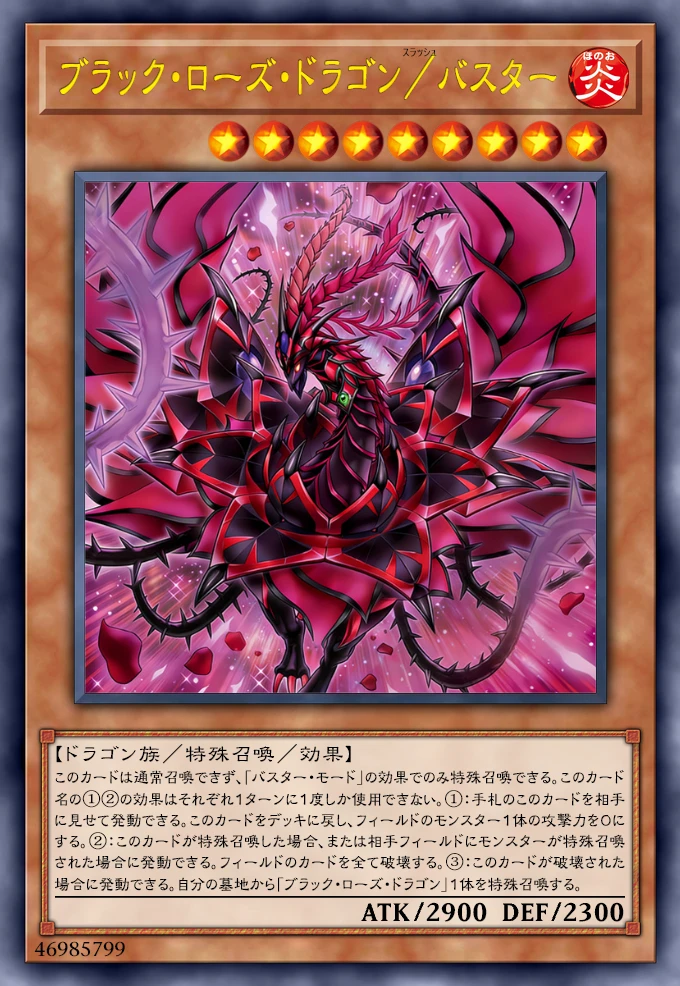 スラッシュ
ブラック・ローズ・ドラゴン／バスター
ほのお
炎
【ドラゴン族／特殊召喚／効果】
このカードは通常召喚できず、「バスター・モード」の効果でのみ特殊召喚できる。このカード
名の①②の効果はそれぞれ1ターンに1度しか使用できない。①：手札のこのカードを相手
に見せて発動できる。このカードをデッキに戻し、フィールドのモンスター1体の攻撃力を0に
する。②：このカードが特殊召喚した場合、または相手フィールドにモンスターが特殊召喚
された場合に発動できる。フィールドのカードを全て破壊する。③：このカードが破壊された
場合に発動できる。自分の墓地から「ブラック・ローズ・ドラゴン」1体を特殊召喚する。
ATK/2900 DEF/2300
46985799